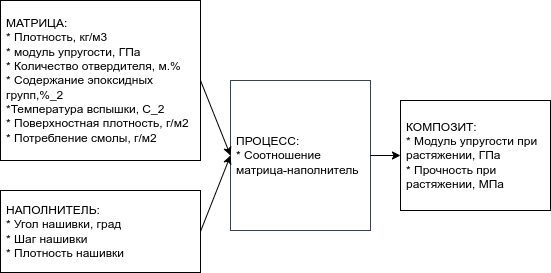 МАТРИЦА:
* Плотность, кг/м3
* модуль упругости, ГПа
* Количество отвердителя, м.%
* Содержание эпоксидных
групп,%_2
*Температура вспышки, С_2
* Поверхностная плотность, г/м2
* Потребление смолы, г/м2
НАПОЛНИТЕЛЬ:
* Угол нашивки, град
* Шаг нашивки
* Плотность нашивки
ПРОЦЕСС:
* Соотношение
матрица-наполнитель
КОМПОЗИТ:
* Модуль упругости при
растяжении, ГПа
* Прочность при
растяжении, МПа